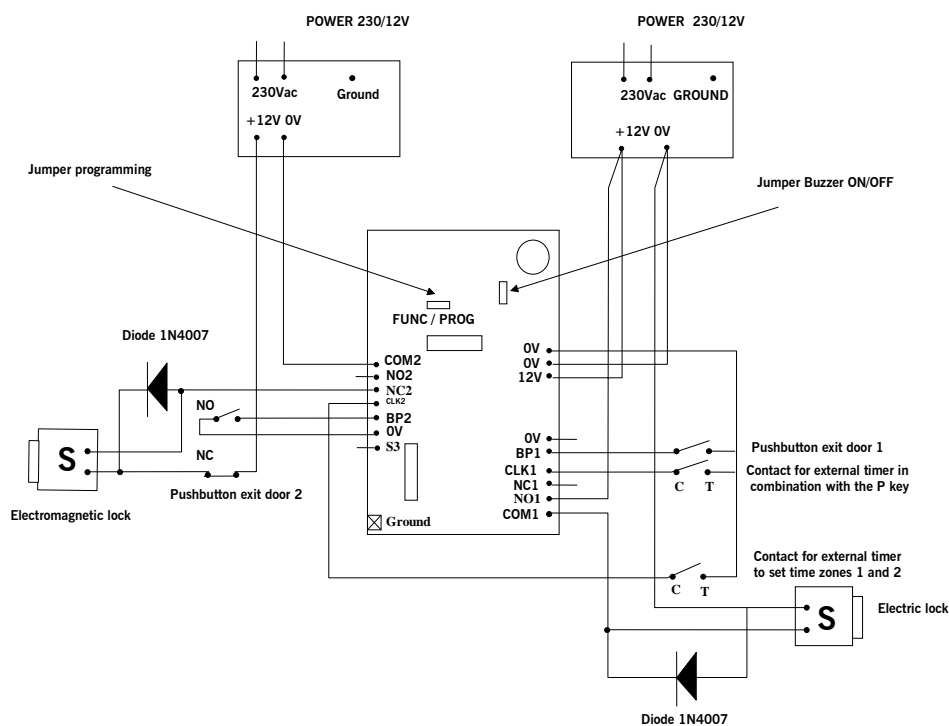 POWER 230/12V
POWER 230/12V
230Vac Ground
+12V 0V
230Vac GROUND
+12V 0V
Jumper programming
Jumper Buzzer ON/OFF
FUNC / PROG
Diode 1N4007
COM2
NO2
NC2
CLK2
BP2
0V
S3
Ground
0V
0V
12V
0V
BP1
CLK1
NC1
NO1
COM1
NO
NC
S
Pushbutton exit door 2
Electromagnetic lock
Pushbutton exit door 1
Contact for external timer in
combination with the P key
C T
Contact for external timer
to set time zones 1 and 2
C T
S
Electric lock
Diode 1N4007